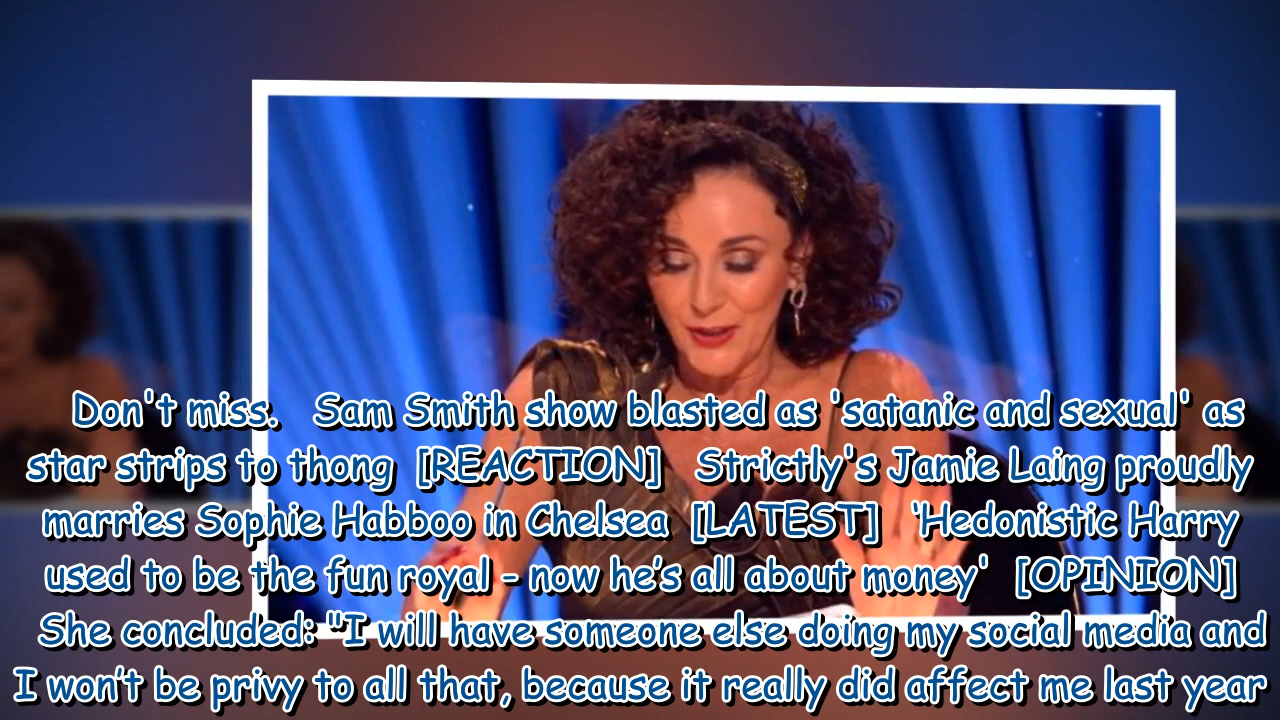 Don't miss.   Sam Smith show blasted as 'satanic and sexual' as
star strips to thong  [REACTION]   Strictly's Jamie Laing proudly
marries Sophie Habboo in Chelsea  [LATEST]   ‘Hedonistic Harry
used to be the fun royal - now he’s all about money'  [OPINION]
She concluded: "I will have someone else doing my social media and
I won’t be privy to all that, because it really did affect me last year